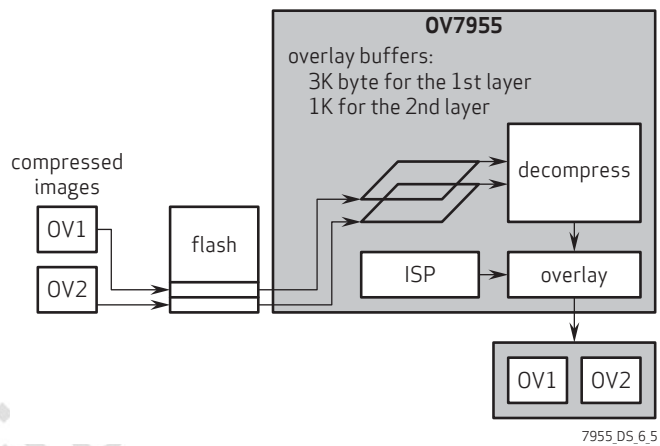 OV7955
overlay buffers:
3K byte for the 1st layer
1K for the 2nd layer
compressed
images
OV1
OV2
flash
decompress
ISP
overlay
OV1
OV2
7955_DS_6_5